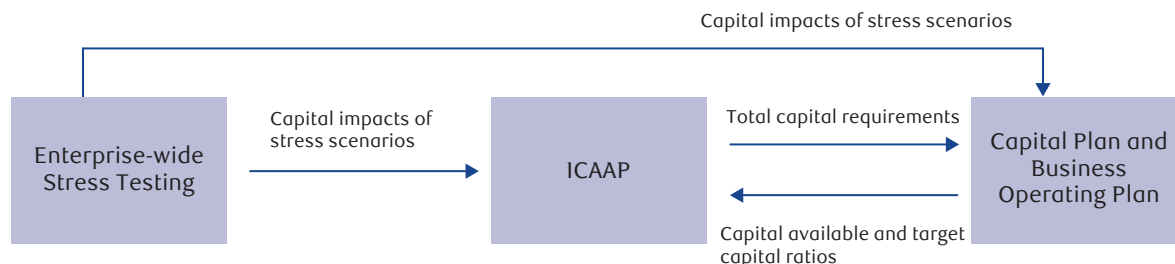 Capital impacts of stress scenarios
Enterprise-wide
Stress Testing
Capital impacts of
stress scenarios
ICAAP
Total capital requirements
Capital available and target
capital ratios
Capital Plan and
Business
Operating Plan